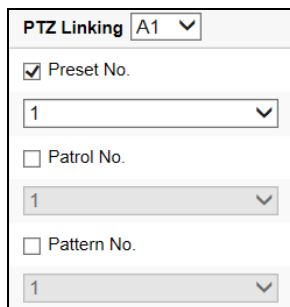 PTZ Linking A1
Preset No.
1
Patrol No.
1
Pattern No.
1